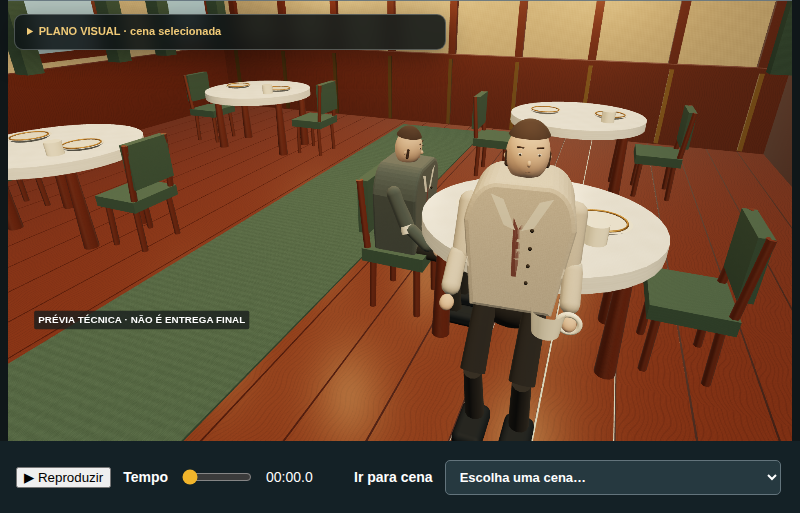 ▶ PLANO VISUAL · cena selecionada
PRÉVIA TÉCNICA · NÃO É ENTREGA FINAL
▶ Reproduzir Tempo 00:00.0 Ir para cena Escolha uma cena…